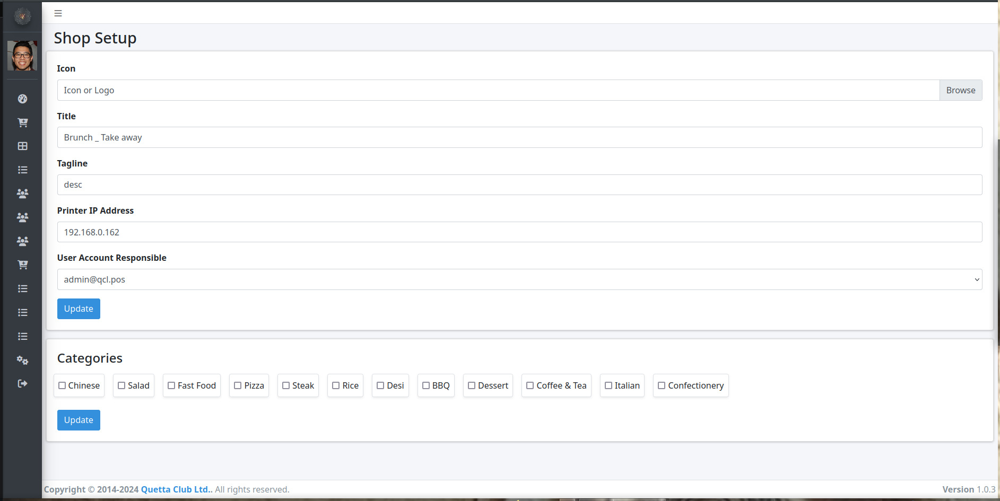 Shop Setup
Icon
Icon or Logo Browse
Title
Brunch _ Take away
Tagline
desc
Printer IP Address
192.168.0.162
User Account Responsible
admin@qcl.pos
Update
Categories
Chinese Salad Fast Food Pizza Steak Rice Desi BBQ Dessert Coffee & Tea Italian Confectionery
Update
Copyright © 2014-2024 Quetta Club Ltd.. All rights reserved. Version 1.0.3